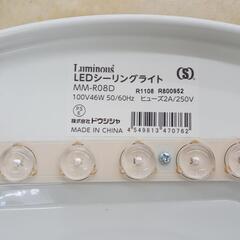 Luminous
LEDシーリングライト
MM-R08D
R1108 R800952
100V46W 50/60Hz ヒューズ2A/250V
PSE
株式会社ドウシシャ
MADE IN CHINA
4 549813 470762